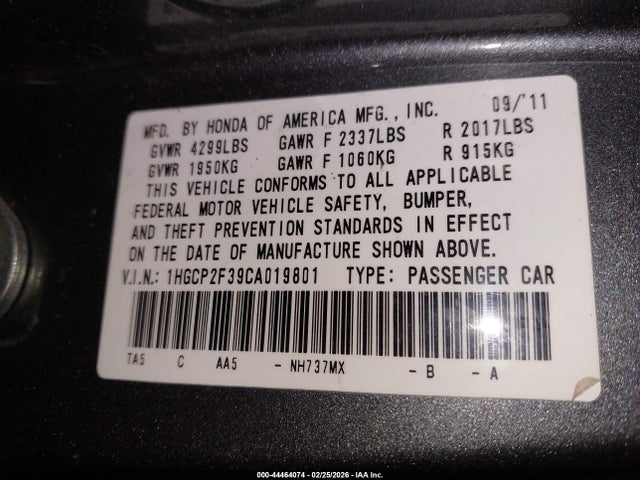 MFD. BY HONDA OF AMERICA MFG., INC. 09/'11
GVWR 4299LBS GAWR F 2337LBS R 2017LBS
GVWR 1950KG GAWR F 1060KG R 915KG
THIS VEHICLE CONFORMS TO ALL APPLICABLE
FEDERAL MOTOR VEHICLE SAFETY, BUMPER,
AND THEFT PREVENTION STANDARDS IN EFFECT
ON THE DATE OF MANUFACTURE SHOWN ABOVE.
V.I.N.: 1HGCP2F39CA019801 TYPE: PASSENGER CAR
TA5 C AA5 - NH737MX - B - A
000-44464074 - 02/25/2026 - IAA Inc.